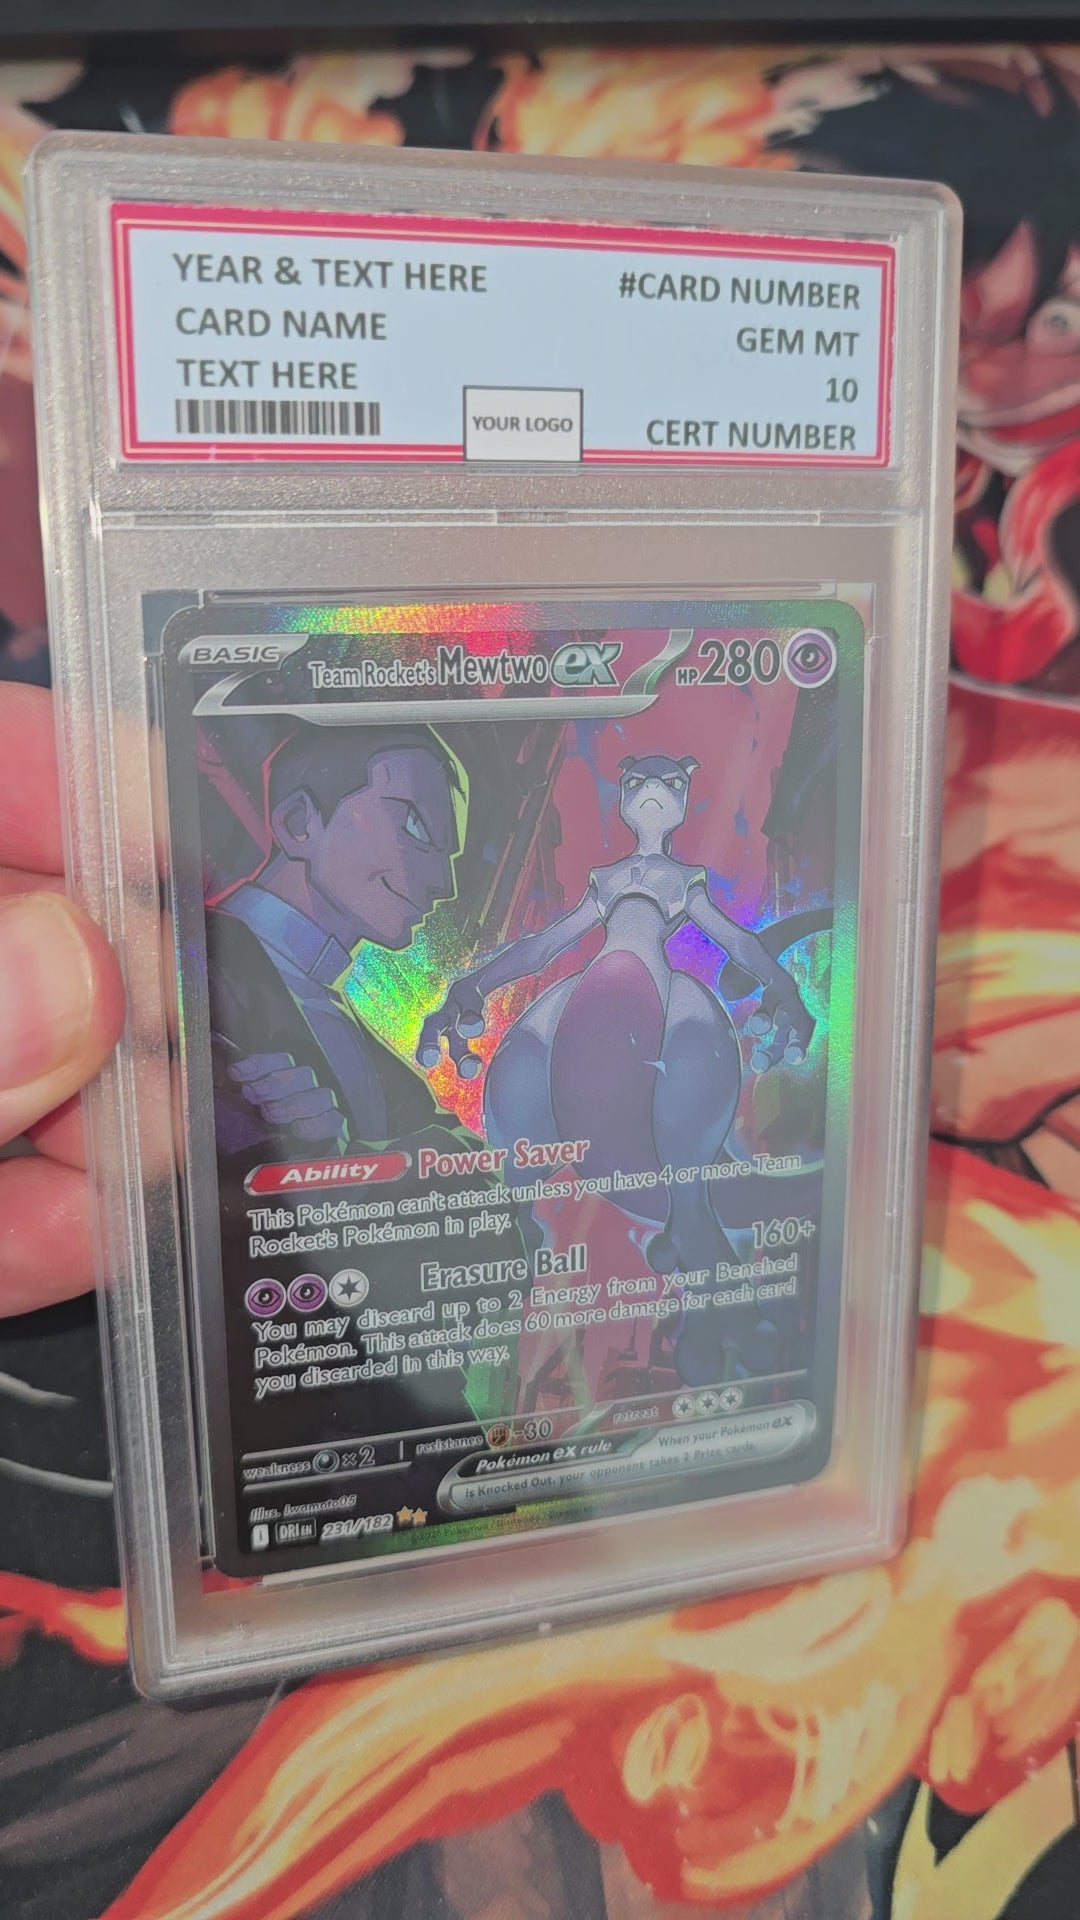 YEAR & TEXT HERE
#CARD NUMBER
CARD NAME
GEM MT
TEXT HERE
10
YOUR LOGO
CERT NUMBER
BASIC
Team Rocket's Mewtwo ex
HP 280
Ability Power Saver
This Pokémon can't attack unless you have 4 or more Team
Rocket's Pokémon in play.
Erasure Ball 160+
You may discard up to 2 Energy from your Benched
Pokémon. This attack does 60 more damage for each card
you discarded in this way.
weakness ×2 resistance -30 retreat
Pokémon ex rule When your Pokémon ex
is Knocked Out, your opponent takes 2 Prize cards.
Illus. Iwamoto05
I DRI EN 231/182